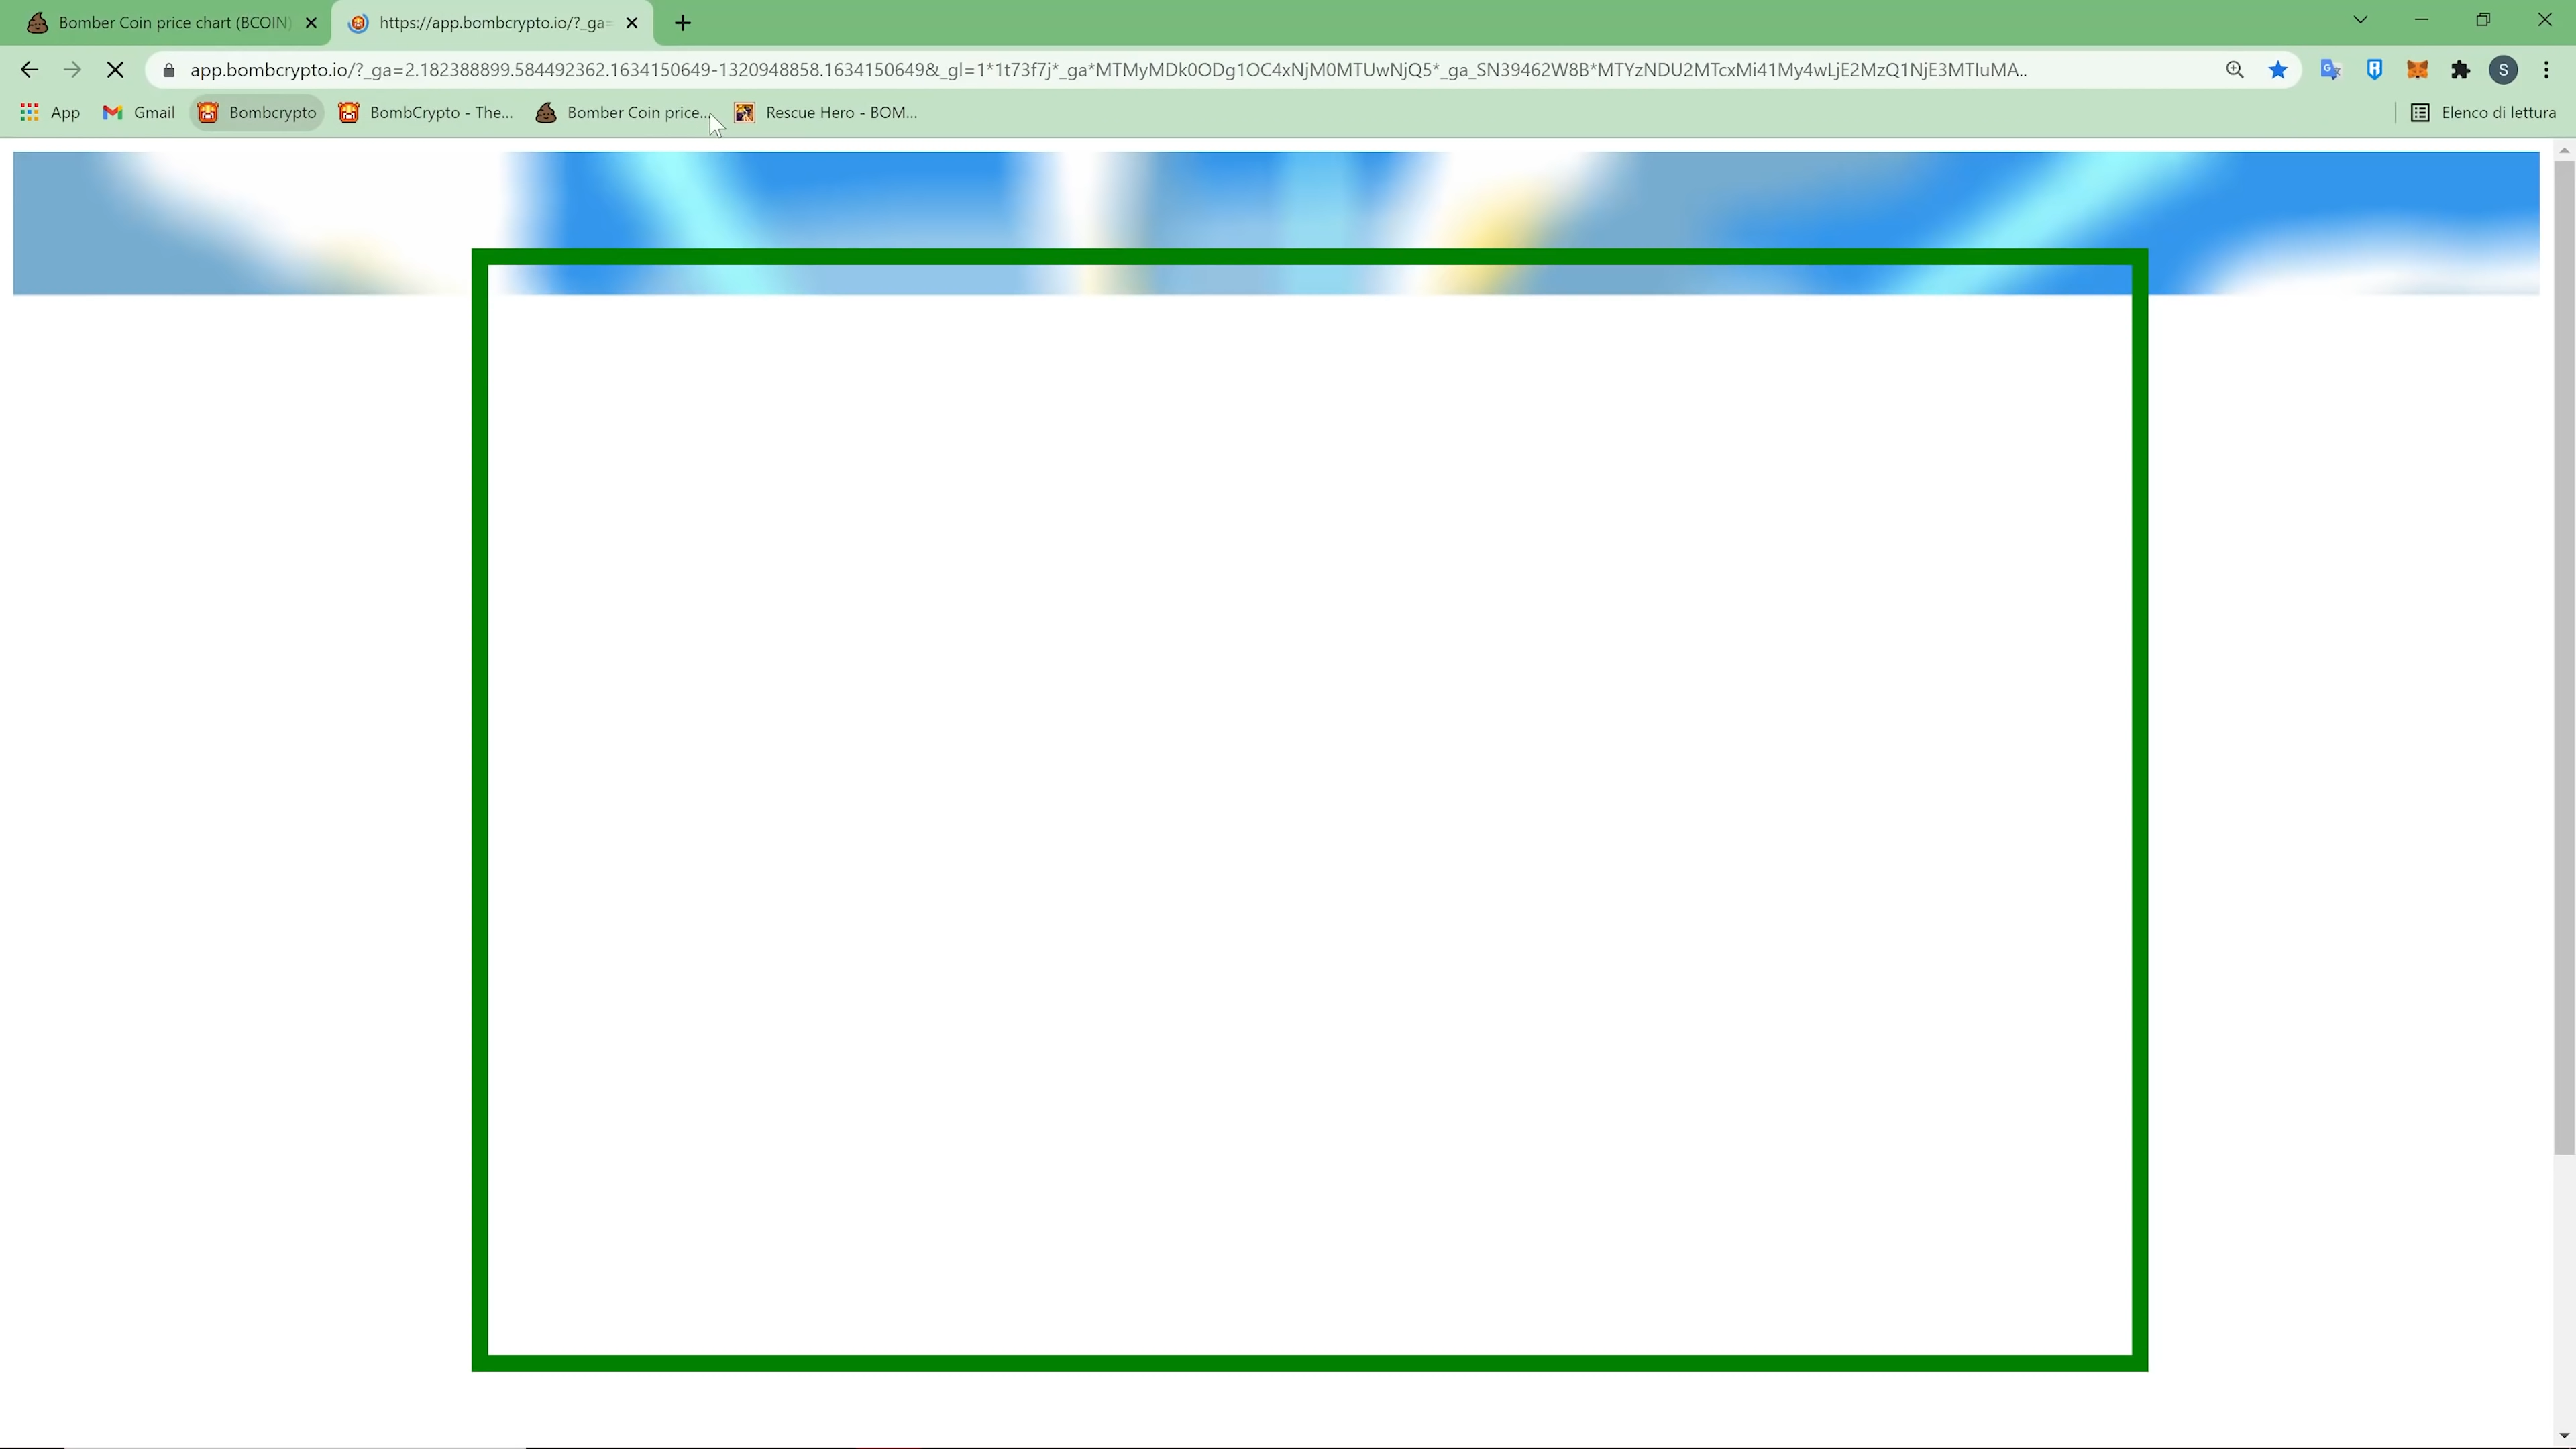 Bomber Coin price chart (BCOIN)
https://app.bombcrypto.io/?_ga=
app.bombcrypto.io/?_ga=2.182388899.584492362.1634150649-1320948858.1634150649&_gl=1*1t73f7j*_ga*MTMyMDk0ODg1OC4xNjM0MTUwNjQ5*_ga_SN39462W8B*MTYzNDU2MTcxMi41My4wLjE2MzQ1NjE3MTIuMA..
S
App
Gmail
Bombcrypto
BombCrypto - The...
Bomber Coin price...
Rescue Hero - BOM...
Elenco di lettura